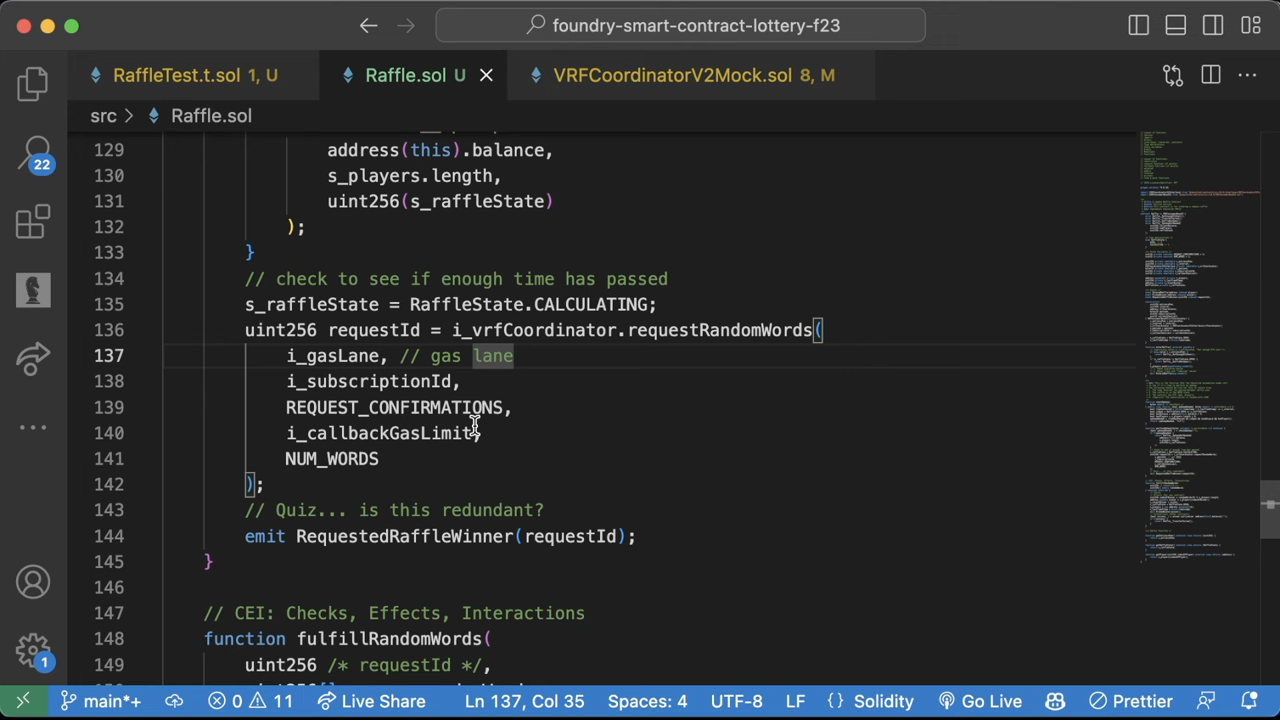 foundry-smart-contract-lottery-f23
RaffleTest.t.sol 1, U
Raffle.sol U
VRFCoordinatorV2Mock.sol 8, M
src > Raffle.sol
129 address(this).balance,
130 s_players.length,
131 uint256(s_raffleState)
132 );
133 }
134 // check to see if enough time has passed
135 s_raffleState = RaffleState.CALCULATING;
136 uint256 requestId = i_vrfCoordinator.requestRandomWords(
137 i_gasLane, // gas lane
138 i_subscriptionId,
139 REQUEST_CONFIRMATIONS,
140 i_callbackGasLimit,
141 NUM_WORDS
142 );
143 // Quiz... is this redundant?
144 emit RequestedRaffleWinner(requestId);
145 }
146
147 // CEI: Checks, Effects, Interactions
148 function fulfillRandomWords(
149 uint256 /* requestId */,
22
1
main*+
0
11
Live Share
Ln 137, Col 35
Spaces: 4
UTF-8
LF
{ } Solidity
Go Live
Prettier